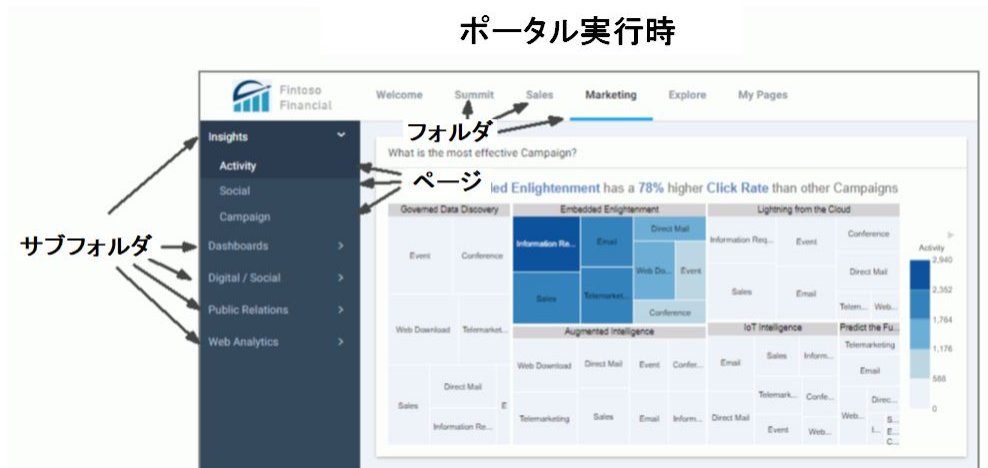 ポータル実行時
Fintoso
Financial
Welcome
Summit
Sales
Marketing
Explore
My Pages
フォルダ
Insights
Activity
Social
Campaign
Dashboards
Digital / Social
Public Relations
Web Analytics
サブフォルダ
ページ
What is the most effective Campaign?
Enlightenment has a 78% higher Click Rate than other Campaigns
Governed Data Discovery
Event
Conference
Web Download
Telemarket...
Sales
Direct Mail
E
Information Re...
Embedded Enlightenment
Information Re...
Email
Direct Mail
Web Do...
Event
Sales
Telemarket...
Conference
Lightning from the Cloud
Information Req...
Event
Conference
Direct Mail
Sales
Email
Telem...
Web...
Augmented Intelligence
Web Download
Direct Mail
Event
Confer...
Telemarketing
Sales
Email
Inform...
IoT Intelligence
Email
Sales
Inform...
Telemark...
Confe...
Direct Mail
Event
Web...
Predict the Fu...
Telemarketing
Email
Direc...
Web...
I...
S...
E...
C...
Activity
2,940
2,352
1,764
1,176
588
0